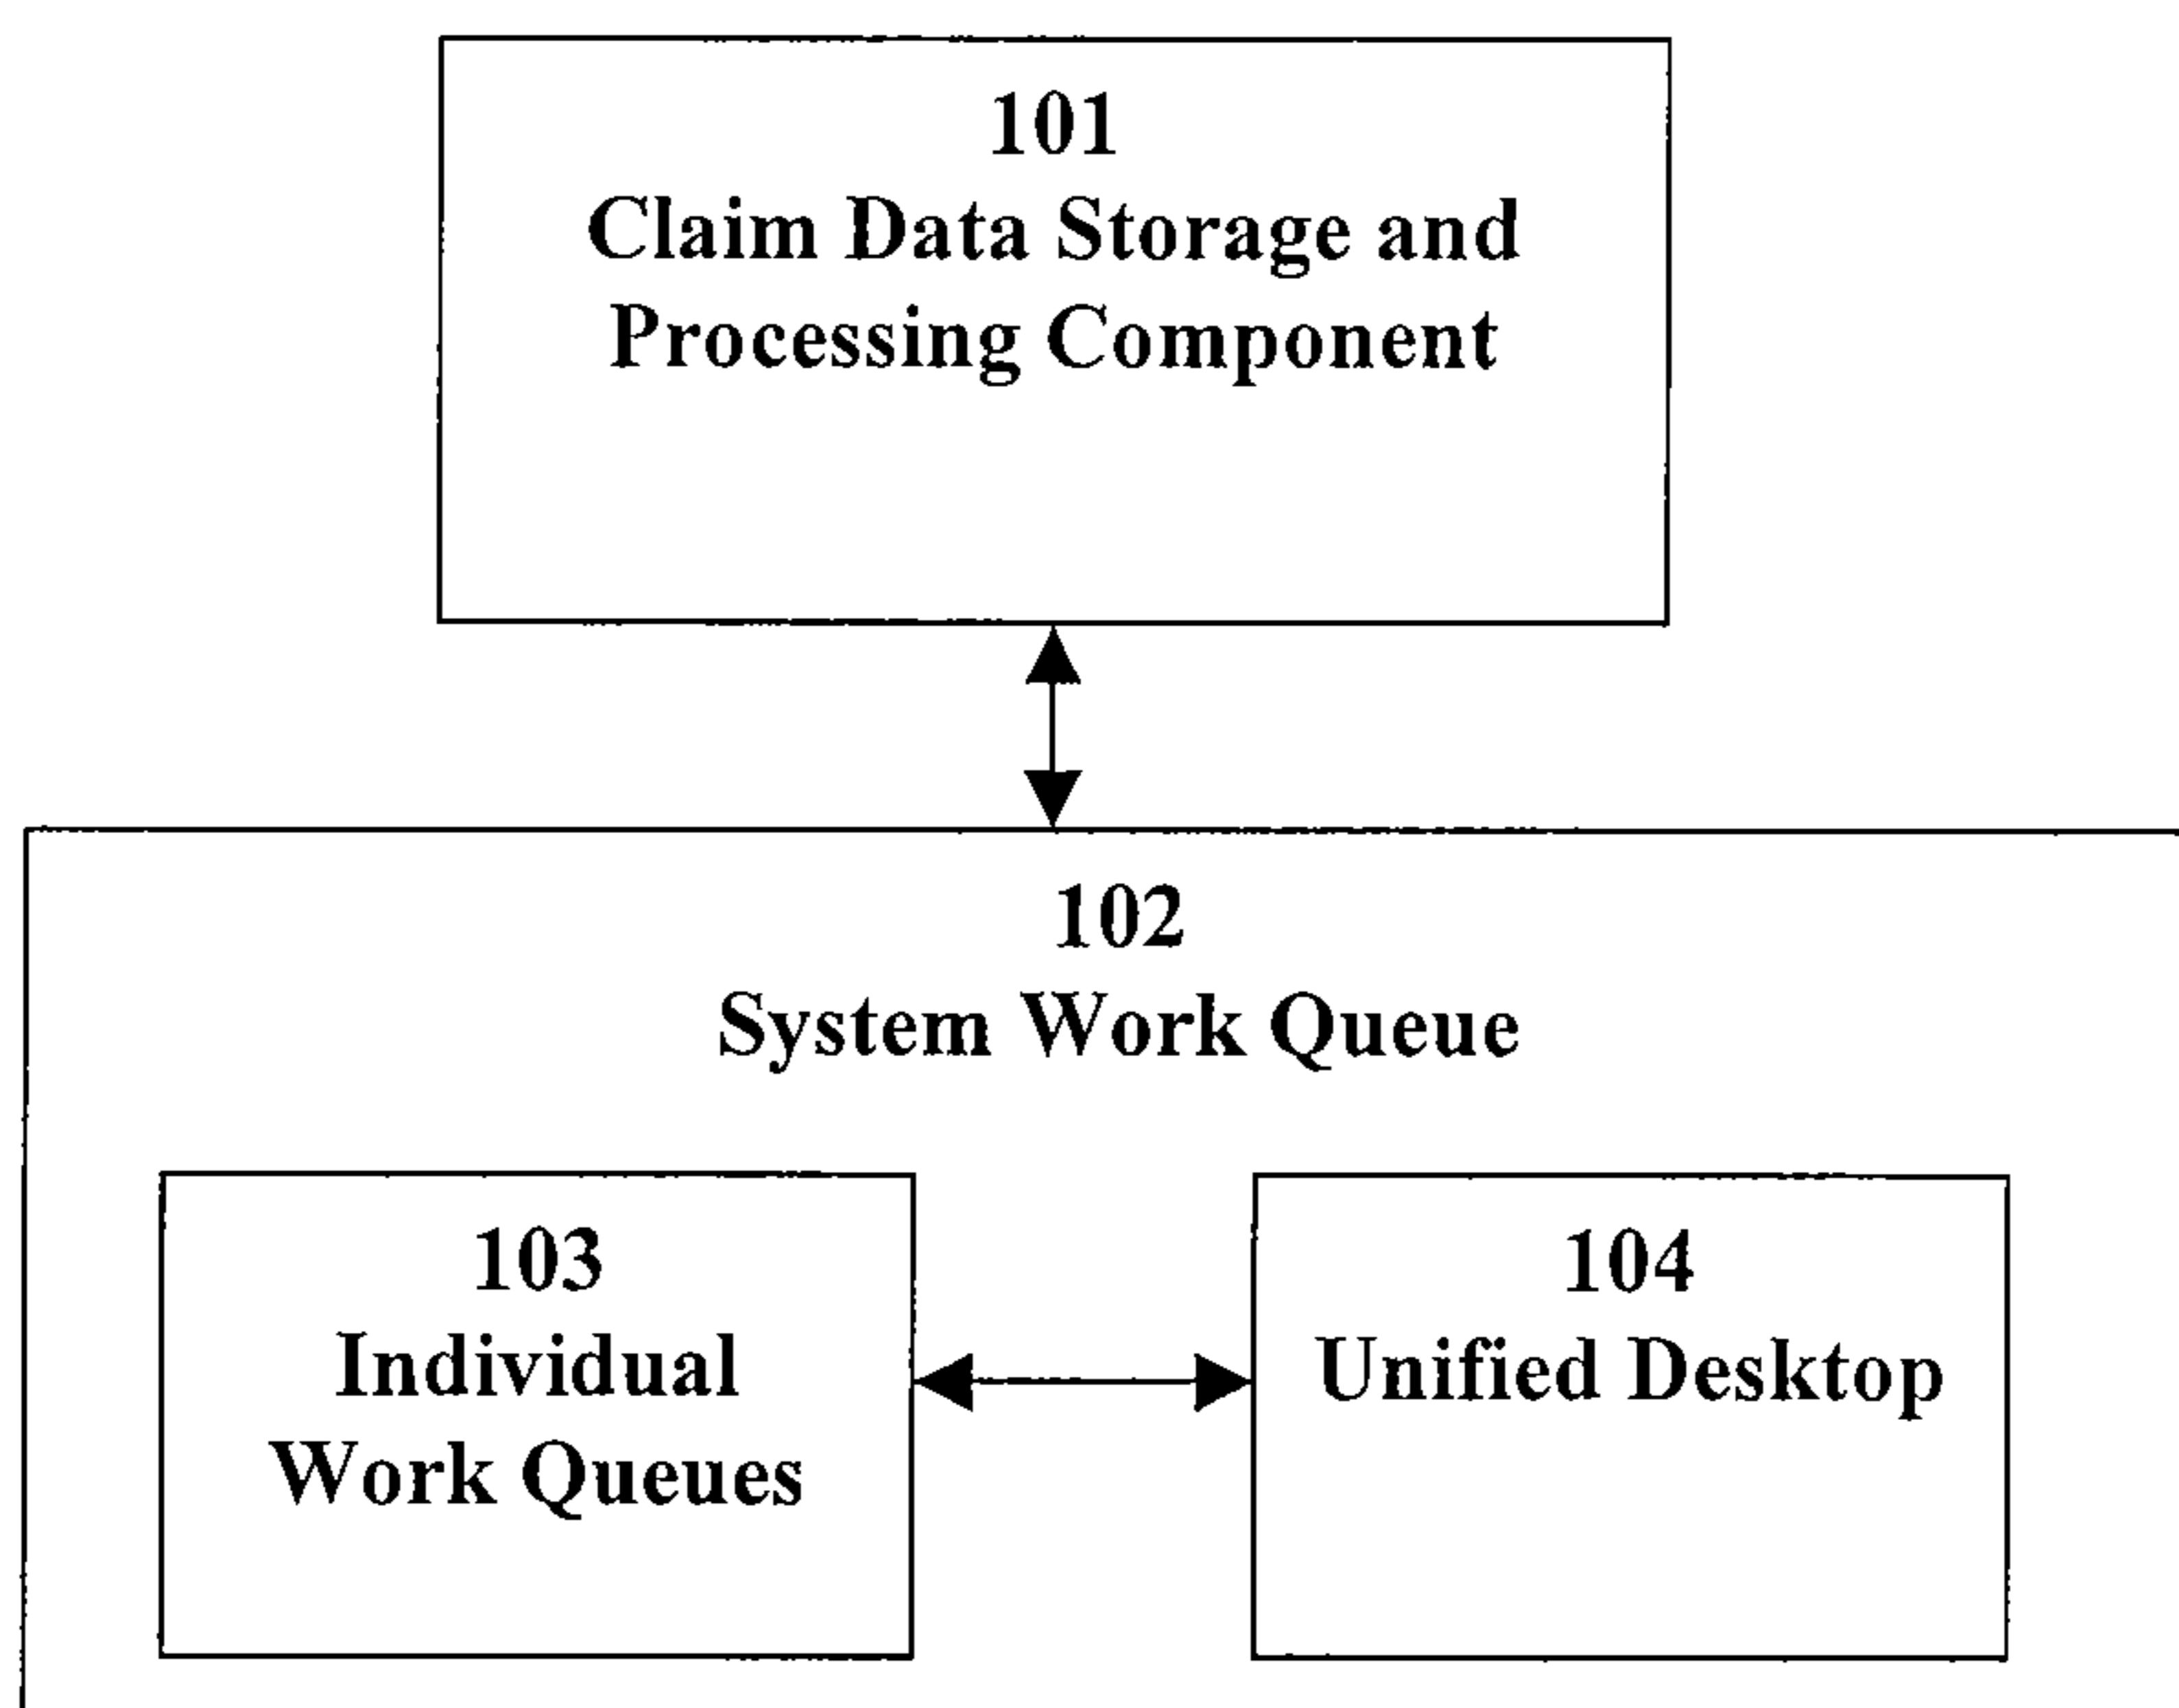 101
Claim Data Storage and
Processing Component
102
System Work Queue
103
Individual
Work Queues
104
Unified Desktop